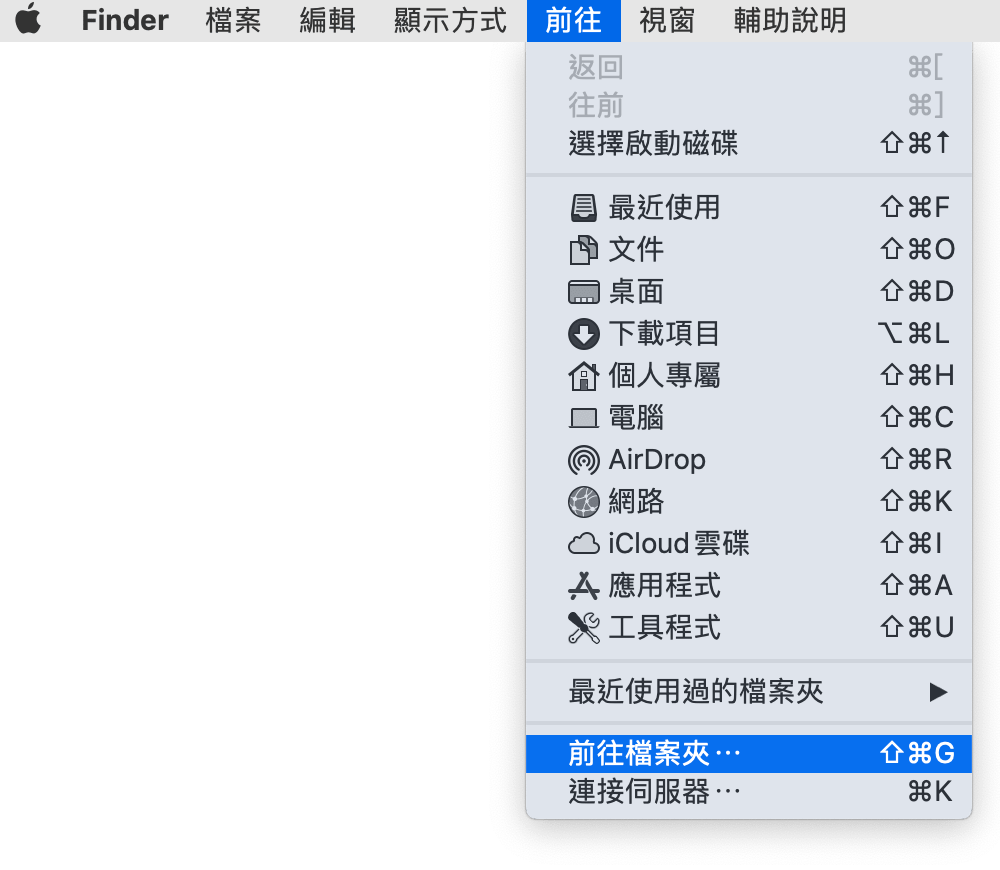 Finder 檔案 編輯 顯示方式 前往 視窗 輔助說明
返回 ⌘[
往前 ⌘]
選擇啟動磁碟 ⇧⌘↑
最近使用 ⇧⌘F
文件 ⇧⌘O
桌面 ⇧⌘D
下載項目 ⌥⌘L
個人專屬 ⇧⌘H
電腦 ⇧⌘C
AirDrop ⇧⌘R
網路 ⇧⌘K
iCloud 雲碟 ⇧⌘I
應用程式 ⇧⌘A
工具程式 ⇧⌘U
最近使用過的檔案夾 ▶
前往檔案夾⋯ ⇧⌘G
連接伺服器⋯ ⌘K